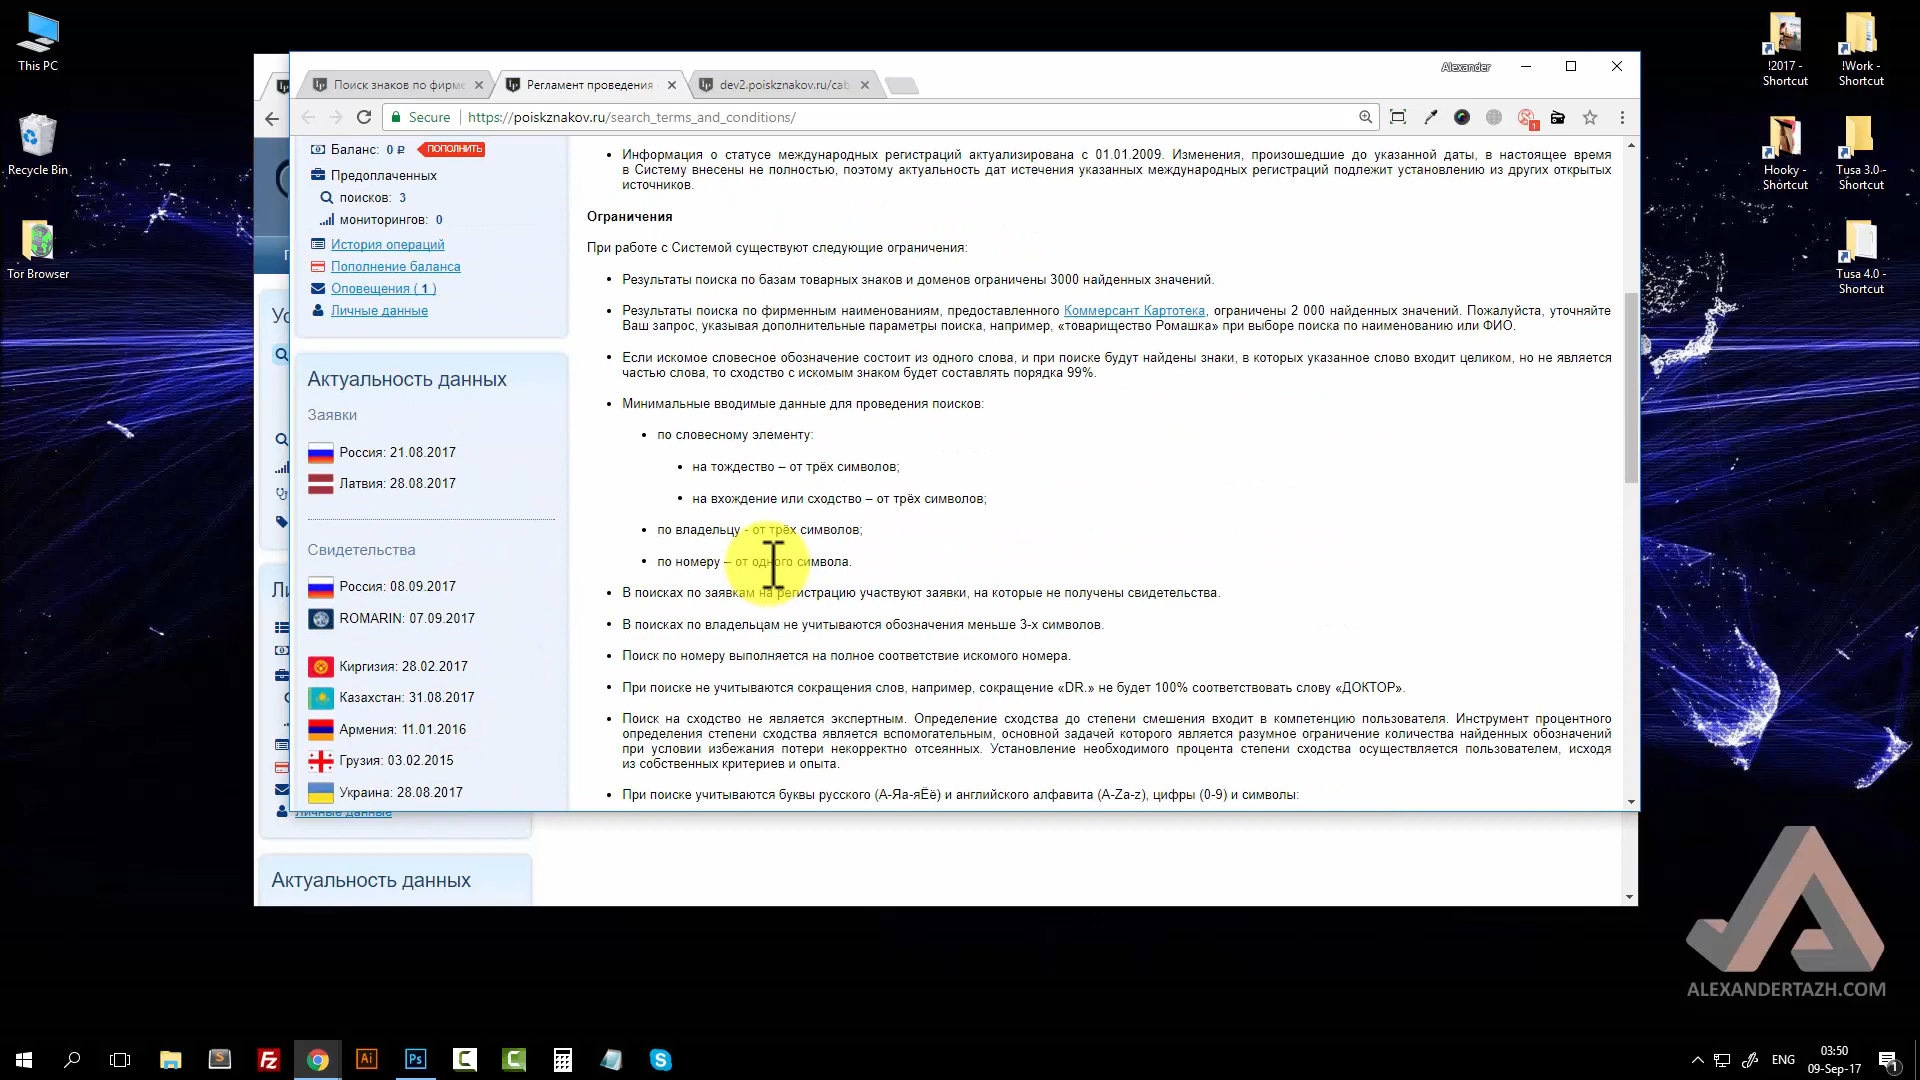 This PC
Recycle Bin
Tor Browser
!2017 -
Shortcut
!Work -
Shortcut
Hooky -
Shortcut
Tusa 3.0 -
Shortcut
Tusa 4.0 -
Shortcut
Alexander
Поиск знаков по фирме
Регламент проведения
dev2.poiskznakov.ru/cab
Secure
https://poiskznakov.ru/search_terms_and_conditions/
1
Баланс: 0 ₽ ПОПОЛНИТЬ
Предоплаченных
поисков: 3
мониторингов: 0
История операций
Пополнение баланса
Оповещения ( 1 )
Личные данные
Актуальность данных
Заявки
Россия: 21.08.2017
Латвия: 28.08.2017
Свидетельства
Россия: 08.09.2017
ROMARIN: 07.09.2017
Киргизия: 28.02.2017
Казахстан: 31.08.2017
Армения: 11.01.2016
Грузия: 03.02.2015
Украина: 28.08.2017
• Информация о статусе международных регистраций актуализирована с 01.01.2009. Изменения, произошедшие до указанной даты, в настоящее время
в Систему внесены не полностью, поэтому актуальность дат истечения указанных международных регистраций подлежит установлению из других открытых
источников.
Ограничения
При работе с Системой существуют следующие ограничения:
• Результаты поиска по базам товарных знаков и доменов ограничены 3000 найденных значений.
• Результаты поиска по фирменным наименованиям, предоставленного Коммерсант Картотека, ограничены 2 000 найденных значений. Пожалуйста, уточняйте
Ваш запрос, указывая дополнительные параметры поиска, например, «товарищество Ромашка» при выборе поиска по наименованию или ФИО.
• Если искомое словесное обозначение состоит из одного слова, и при поиске будут найдены знаки, в которых указанное слово входит целиком, но не является
частью слова, то сходство с искомым знаком будет составлять порядка 99%.
• Минимальные вводимые данные для проведения поисков:
• по словесному элементу:
• на тождество – от трёх символов;
• на вхождение или сходство – от трёх символов;
• по владельцу - от трёх символов;
• по номеру – от одного символа.
• В поисках по заявкам на регистрацию участвуют заявки, на которые не получены свидетельства.
• В поисках по владельцам не учитываются обозначения меньше 3-х символов.
• Поиск по номеру выполняется на полное соответствие искомого номера.
• При поиске не учитываются сокращения слов, например, сокращение «DR.» не будет 100% соответствовать слову «ДОКТОР».
• Поиск на сходство не является экспертным. Определение сходства до степени смешения входит в компетенцию пользователя. Инструмент процентного
определения степени сходства является вспомогательным, основной задачей которого является разумное ограничение количества найденных обозначений
при условии избежания потери некорректно отсеянных. Установление необходимого процента степени сходства осуществляется пользователем, исходя
из собственных критериев и опыта.
• При поиске учитываются буквы русского (А-Яа-яЁё) и английского алфавита (A-Za-z), цифры (0-9) и символы:
Ус
Ли
Личные данные
Актуальность данных
ALEXANDERTAZH.COM
S
Fz
Ai
Ps
C
C
S
ENG
03:50
09-Sep-17
1